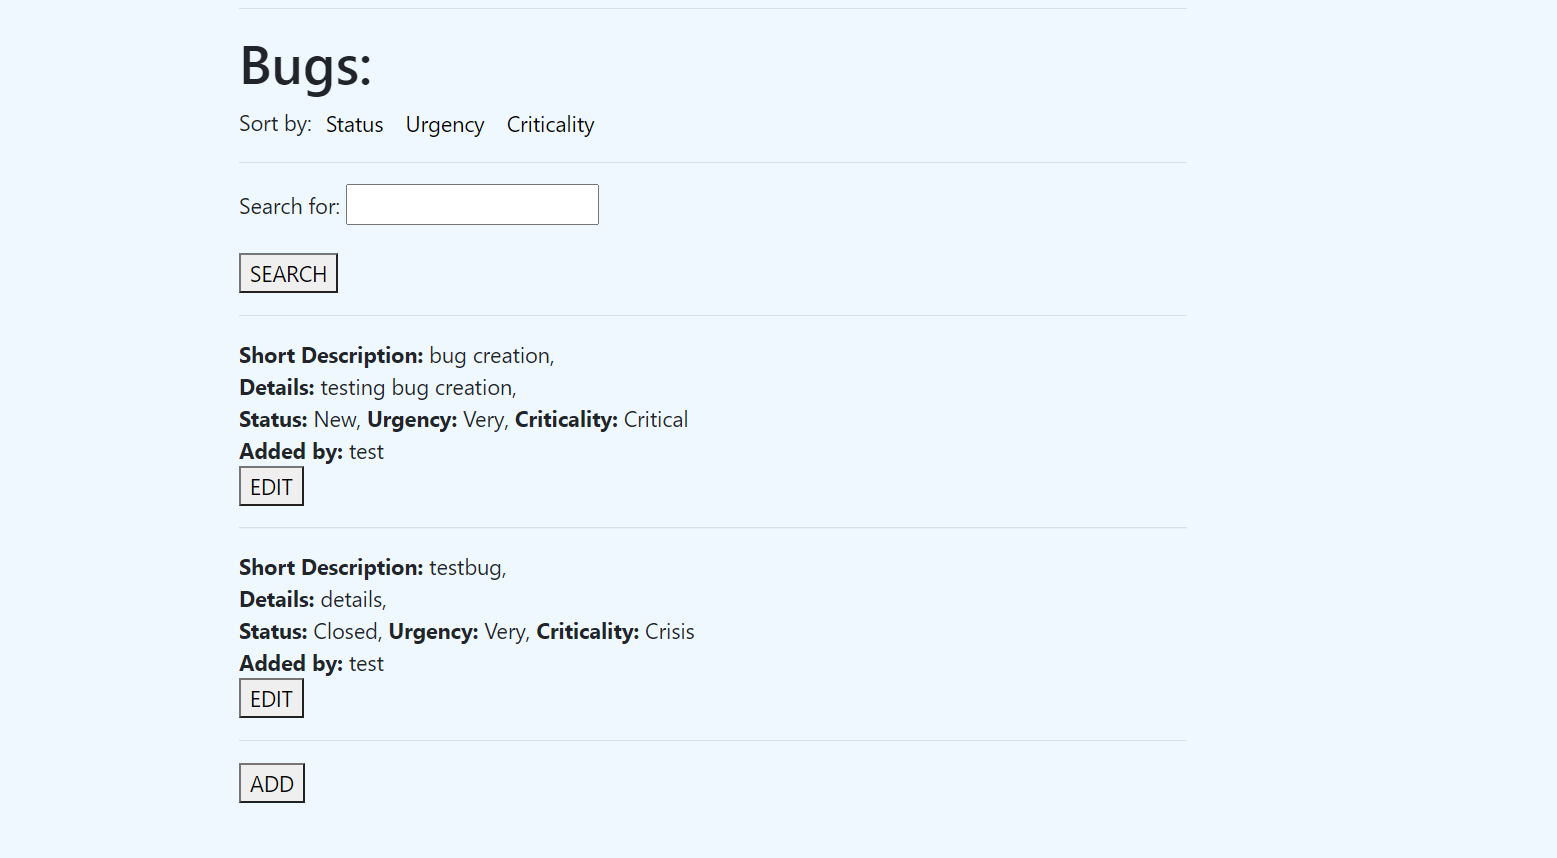 Bugs:
Sort by: Status Urgency Criticality
Search for:
SEARCH
Short Description: bug creation,
Details: testing bug creation,
Status: New, Urgency: Very, Criticality: Critical
Added by: test
EDIT
Short Description: testbug,
Details: details,
Status: Closed, Urgency: Very, Criticality: Crisis
Added by: test
EDIT
ADD